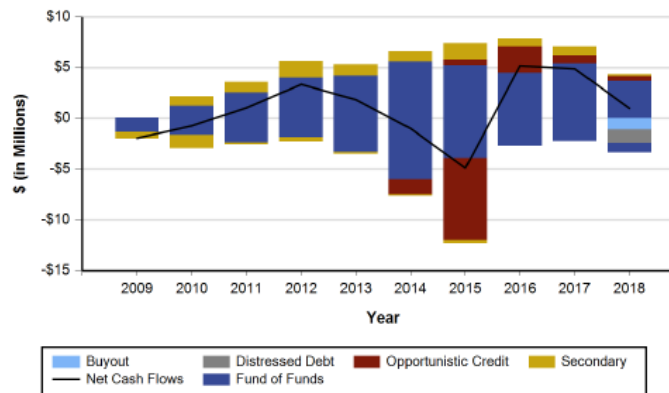 $10
$5
$0
-$5
-$10
-$15
$ (in Millions)
2009 2010 2011 2012 2013 2014 2015 2016 2017 2018
Year
Buyout Distressed Debt Opportunistic Credit Secondary
Net Cash Flows Fund of Funds